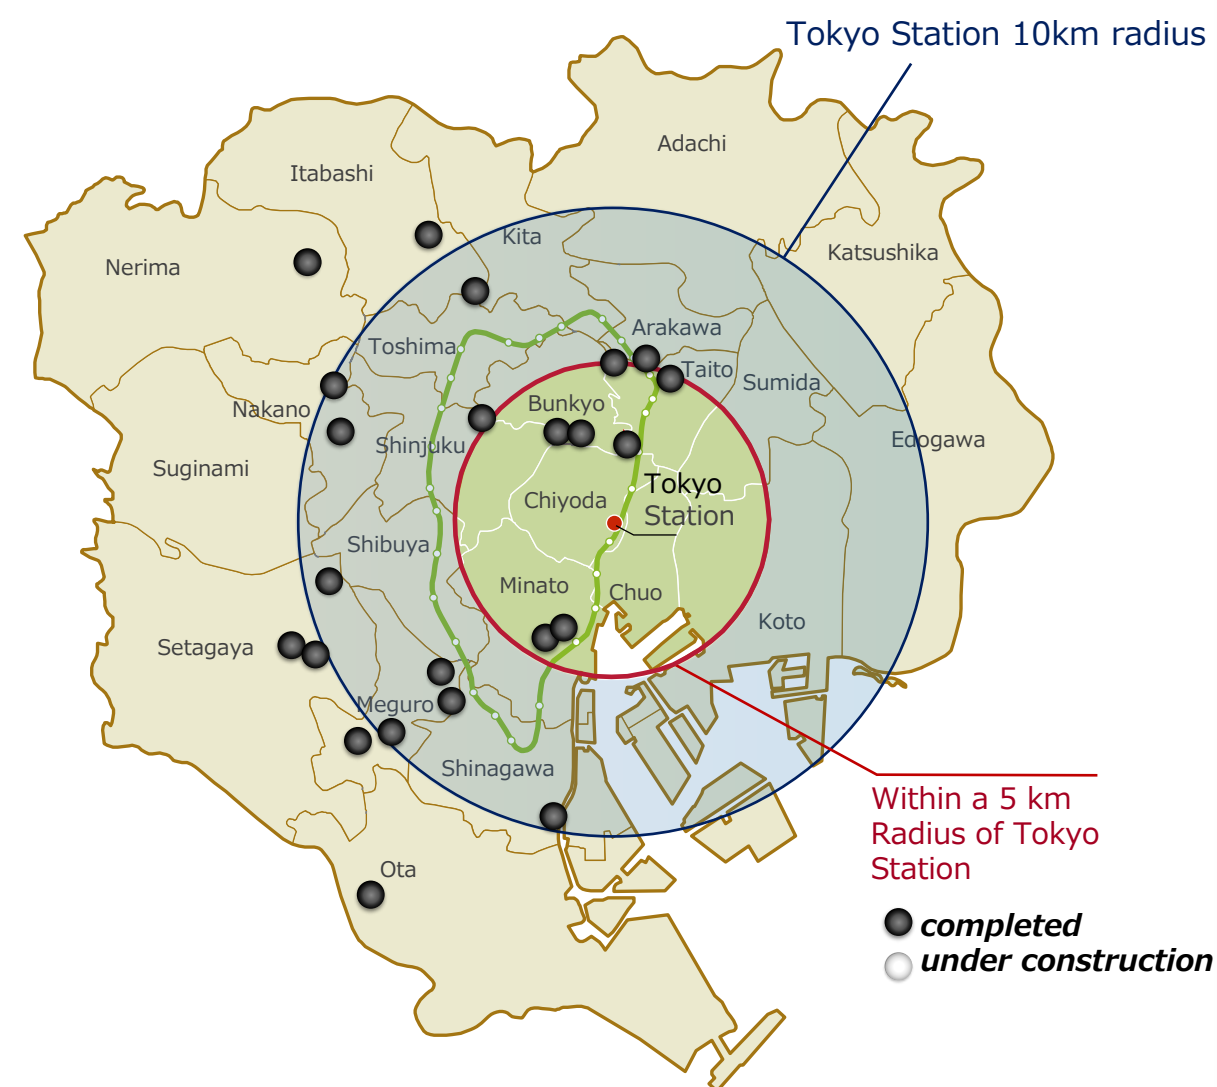 Tokyo Station 10km radius
Adachi
Itabashi
Kita
Katsushika
Nerima
Arakawa
Toshima
Taito
Sumida
Nakano
Bunkyo
Shinjuku
Edogawa
Suginami
Tokyo
Station
Chiyoda
Shibuya
Minato
Chuo
Koto
Setagaya
Meguro
Shinagawa
Within a 5 km
Radius of Tokyo
Station
Ota
completed
under construction